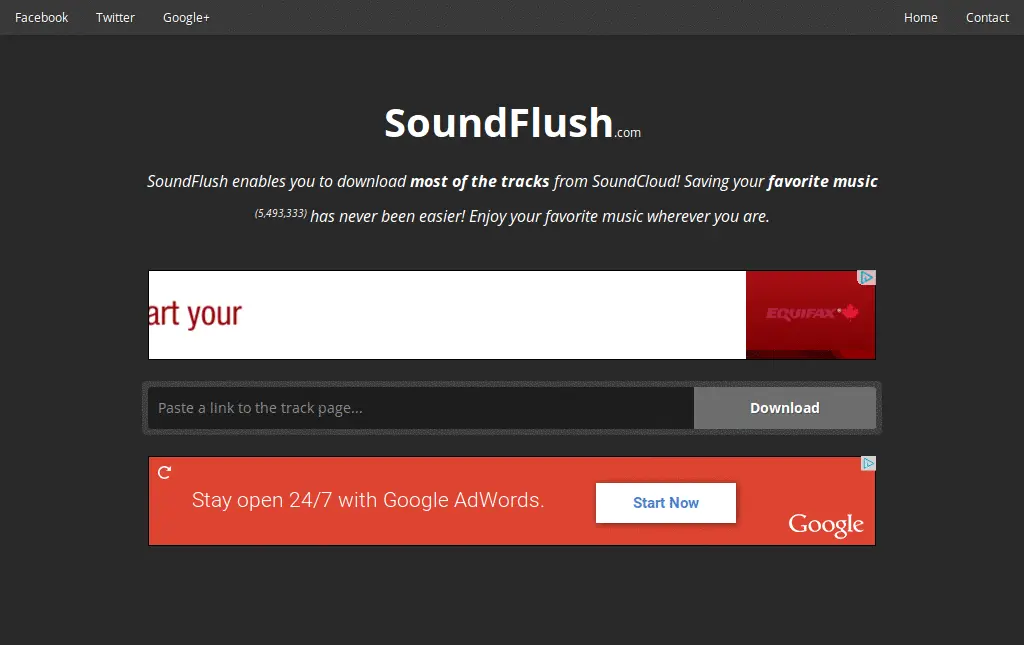 Facebook Twitter Google+ Home Contact
SoundFlush.com
SoundFlush enables you to download most of the tracks from SoundCloud! Saving your favorite music
(5,493,333) has never been easier! Enjoy your favorite music wherever you are.
art your EQUIFAX
Paste a link to the track page... Download
Stay open 24/7 with Google AdWords. Start Now
Google